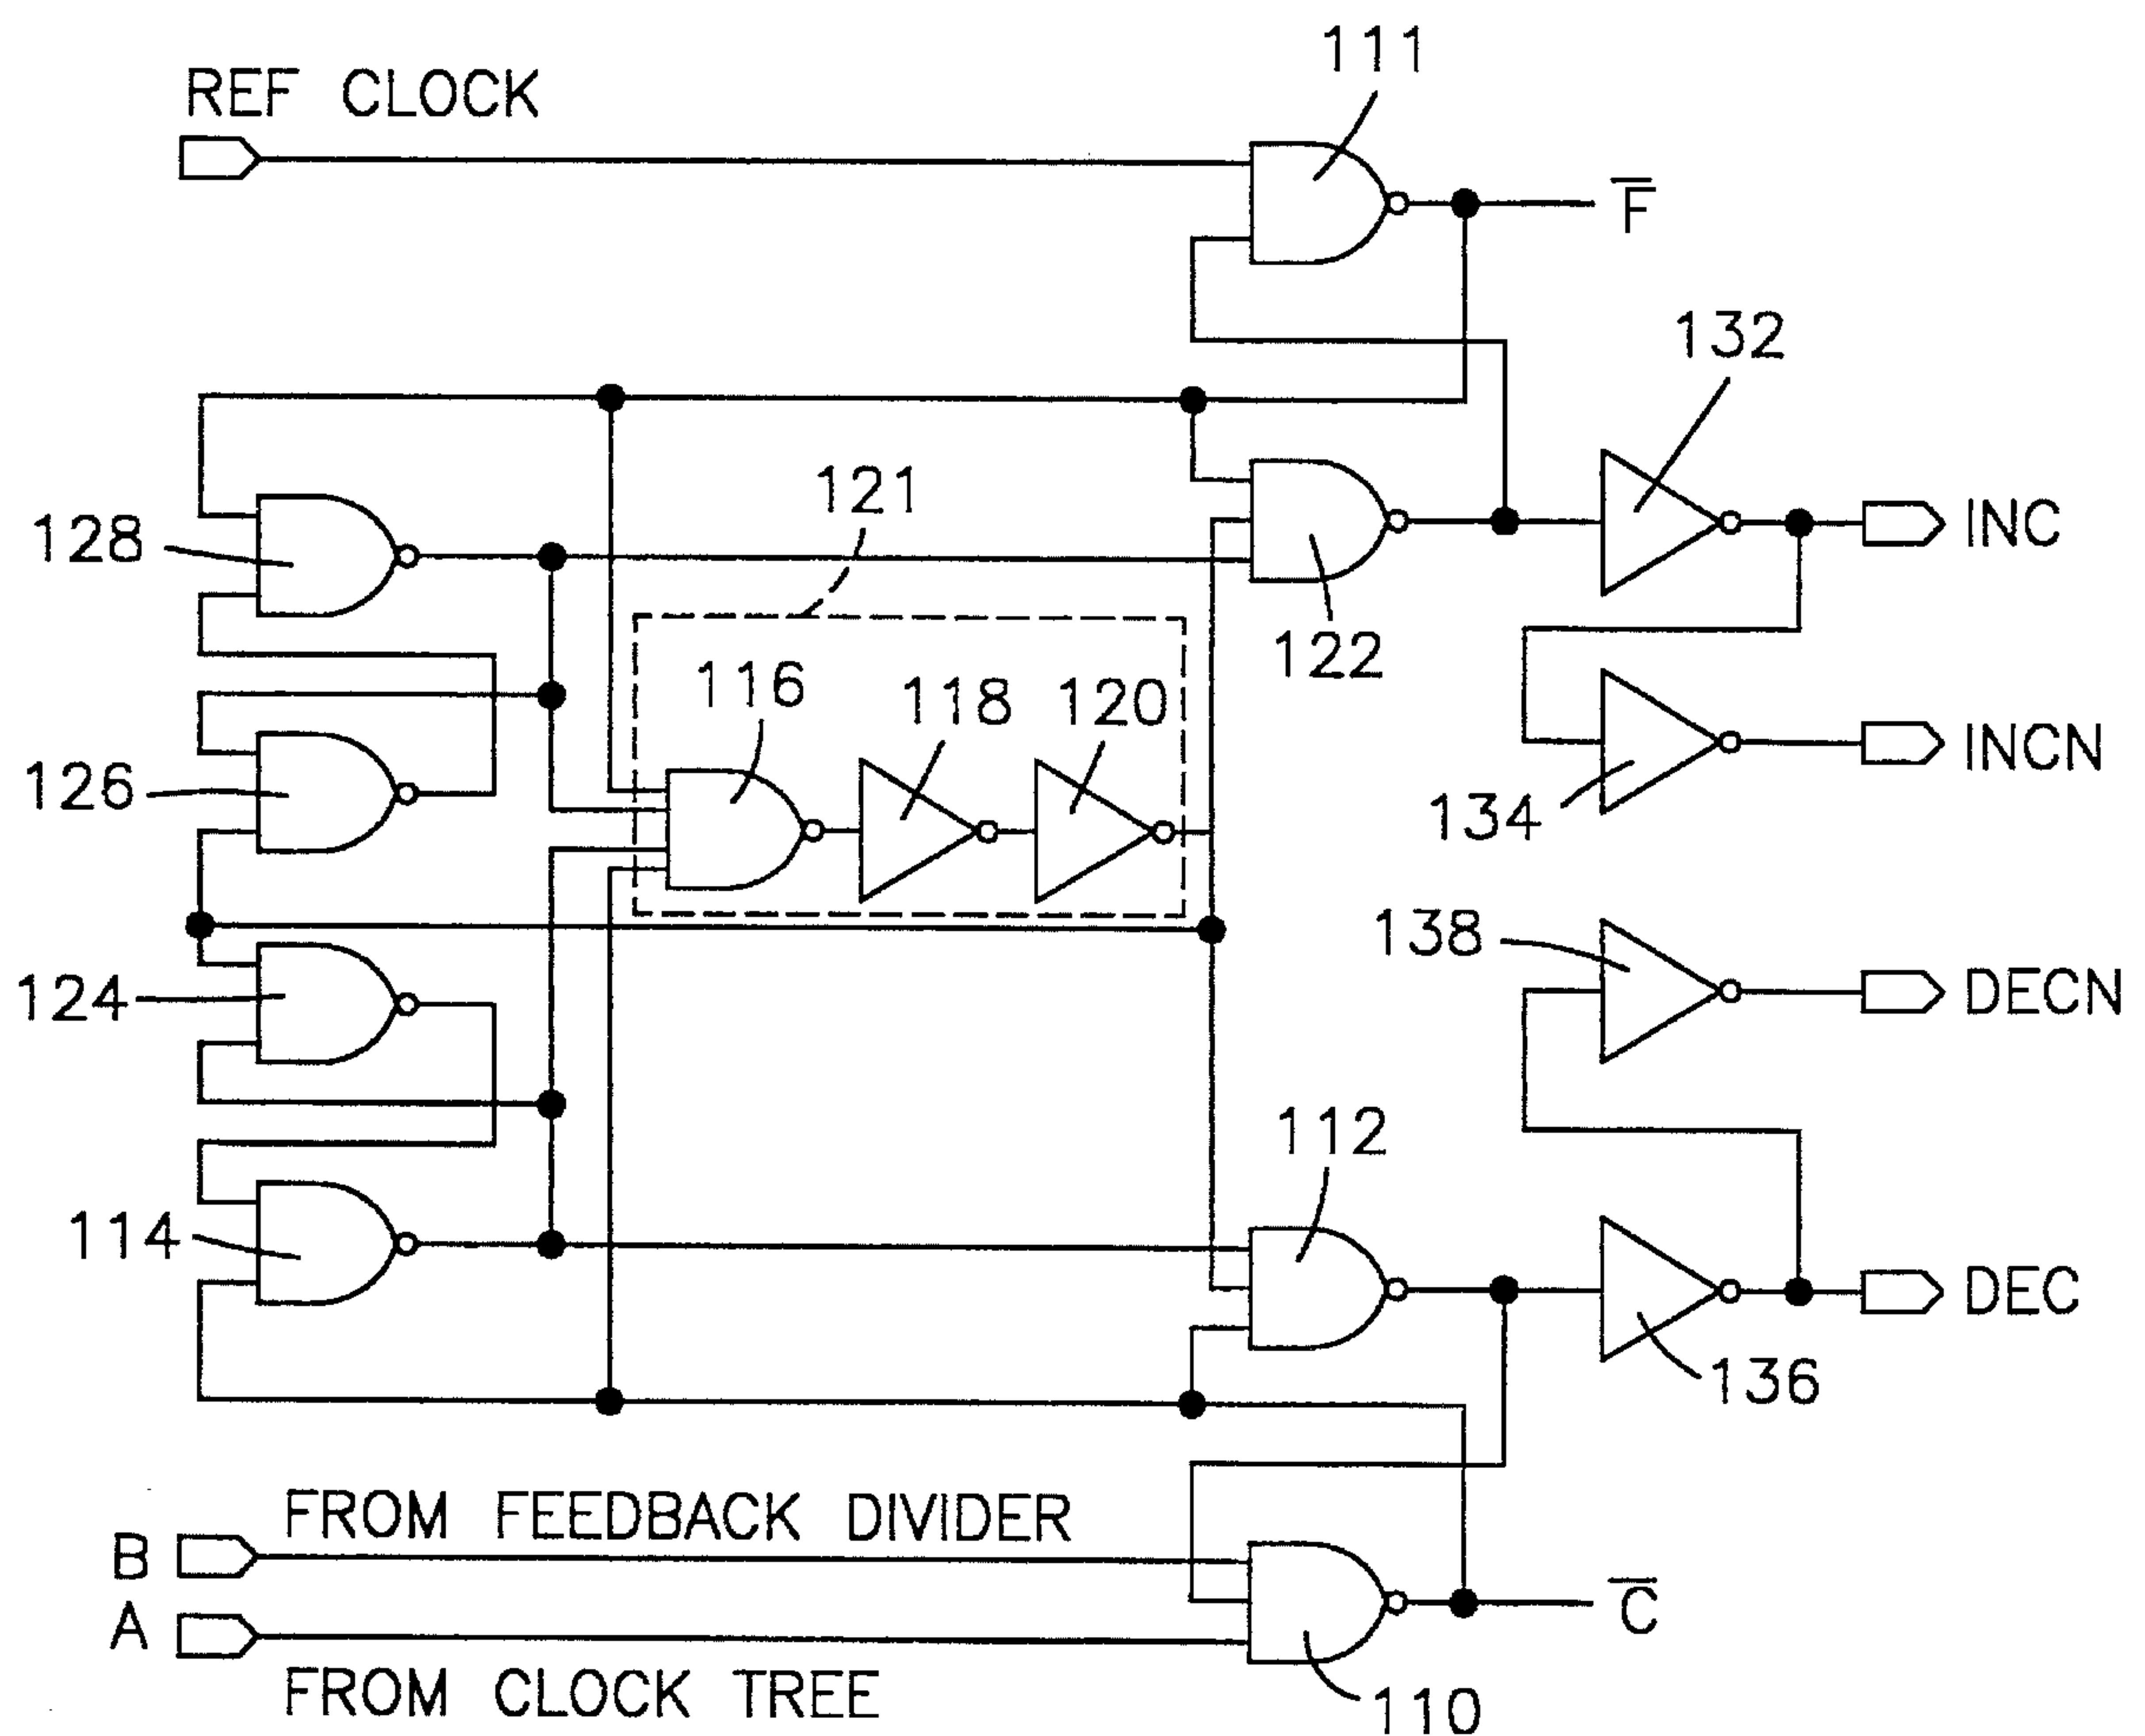 111
REF CLOCK
F̅
132
121
INC
128
122
116
118
120
INCN
126
134
138
124
DECN
112
114
DEC
136
FROM FEEDBACK DIVIDER
B
C̅
A
FROM CLOCK TREE
110